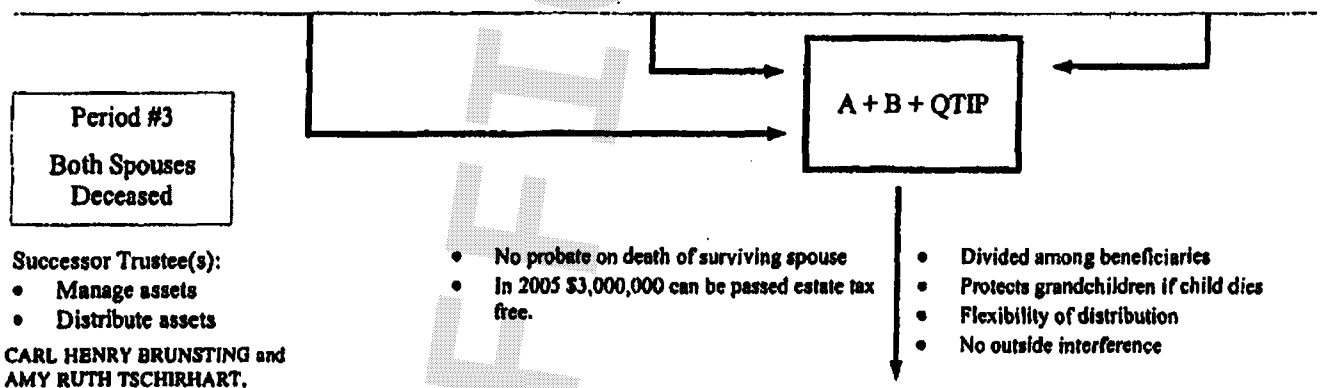 Period #3
Both Spouses
Deceased
A + B + QTIP
Successor Trustee(s):
• Manage assets
• Distribute assets
CARL HENRY BRUNSTING and
AMY RUTH TSCHIRHART,
• No probate on death of surviving spouse
• In 2005 $3,000,000 can be passed estate tax
free.
• Divided among beneficiaries
• Protects grandchildren if child dies
• Flexibility of distribution
• No outside interference